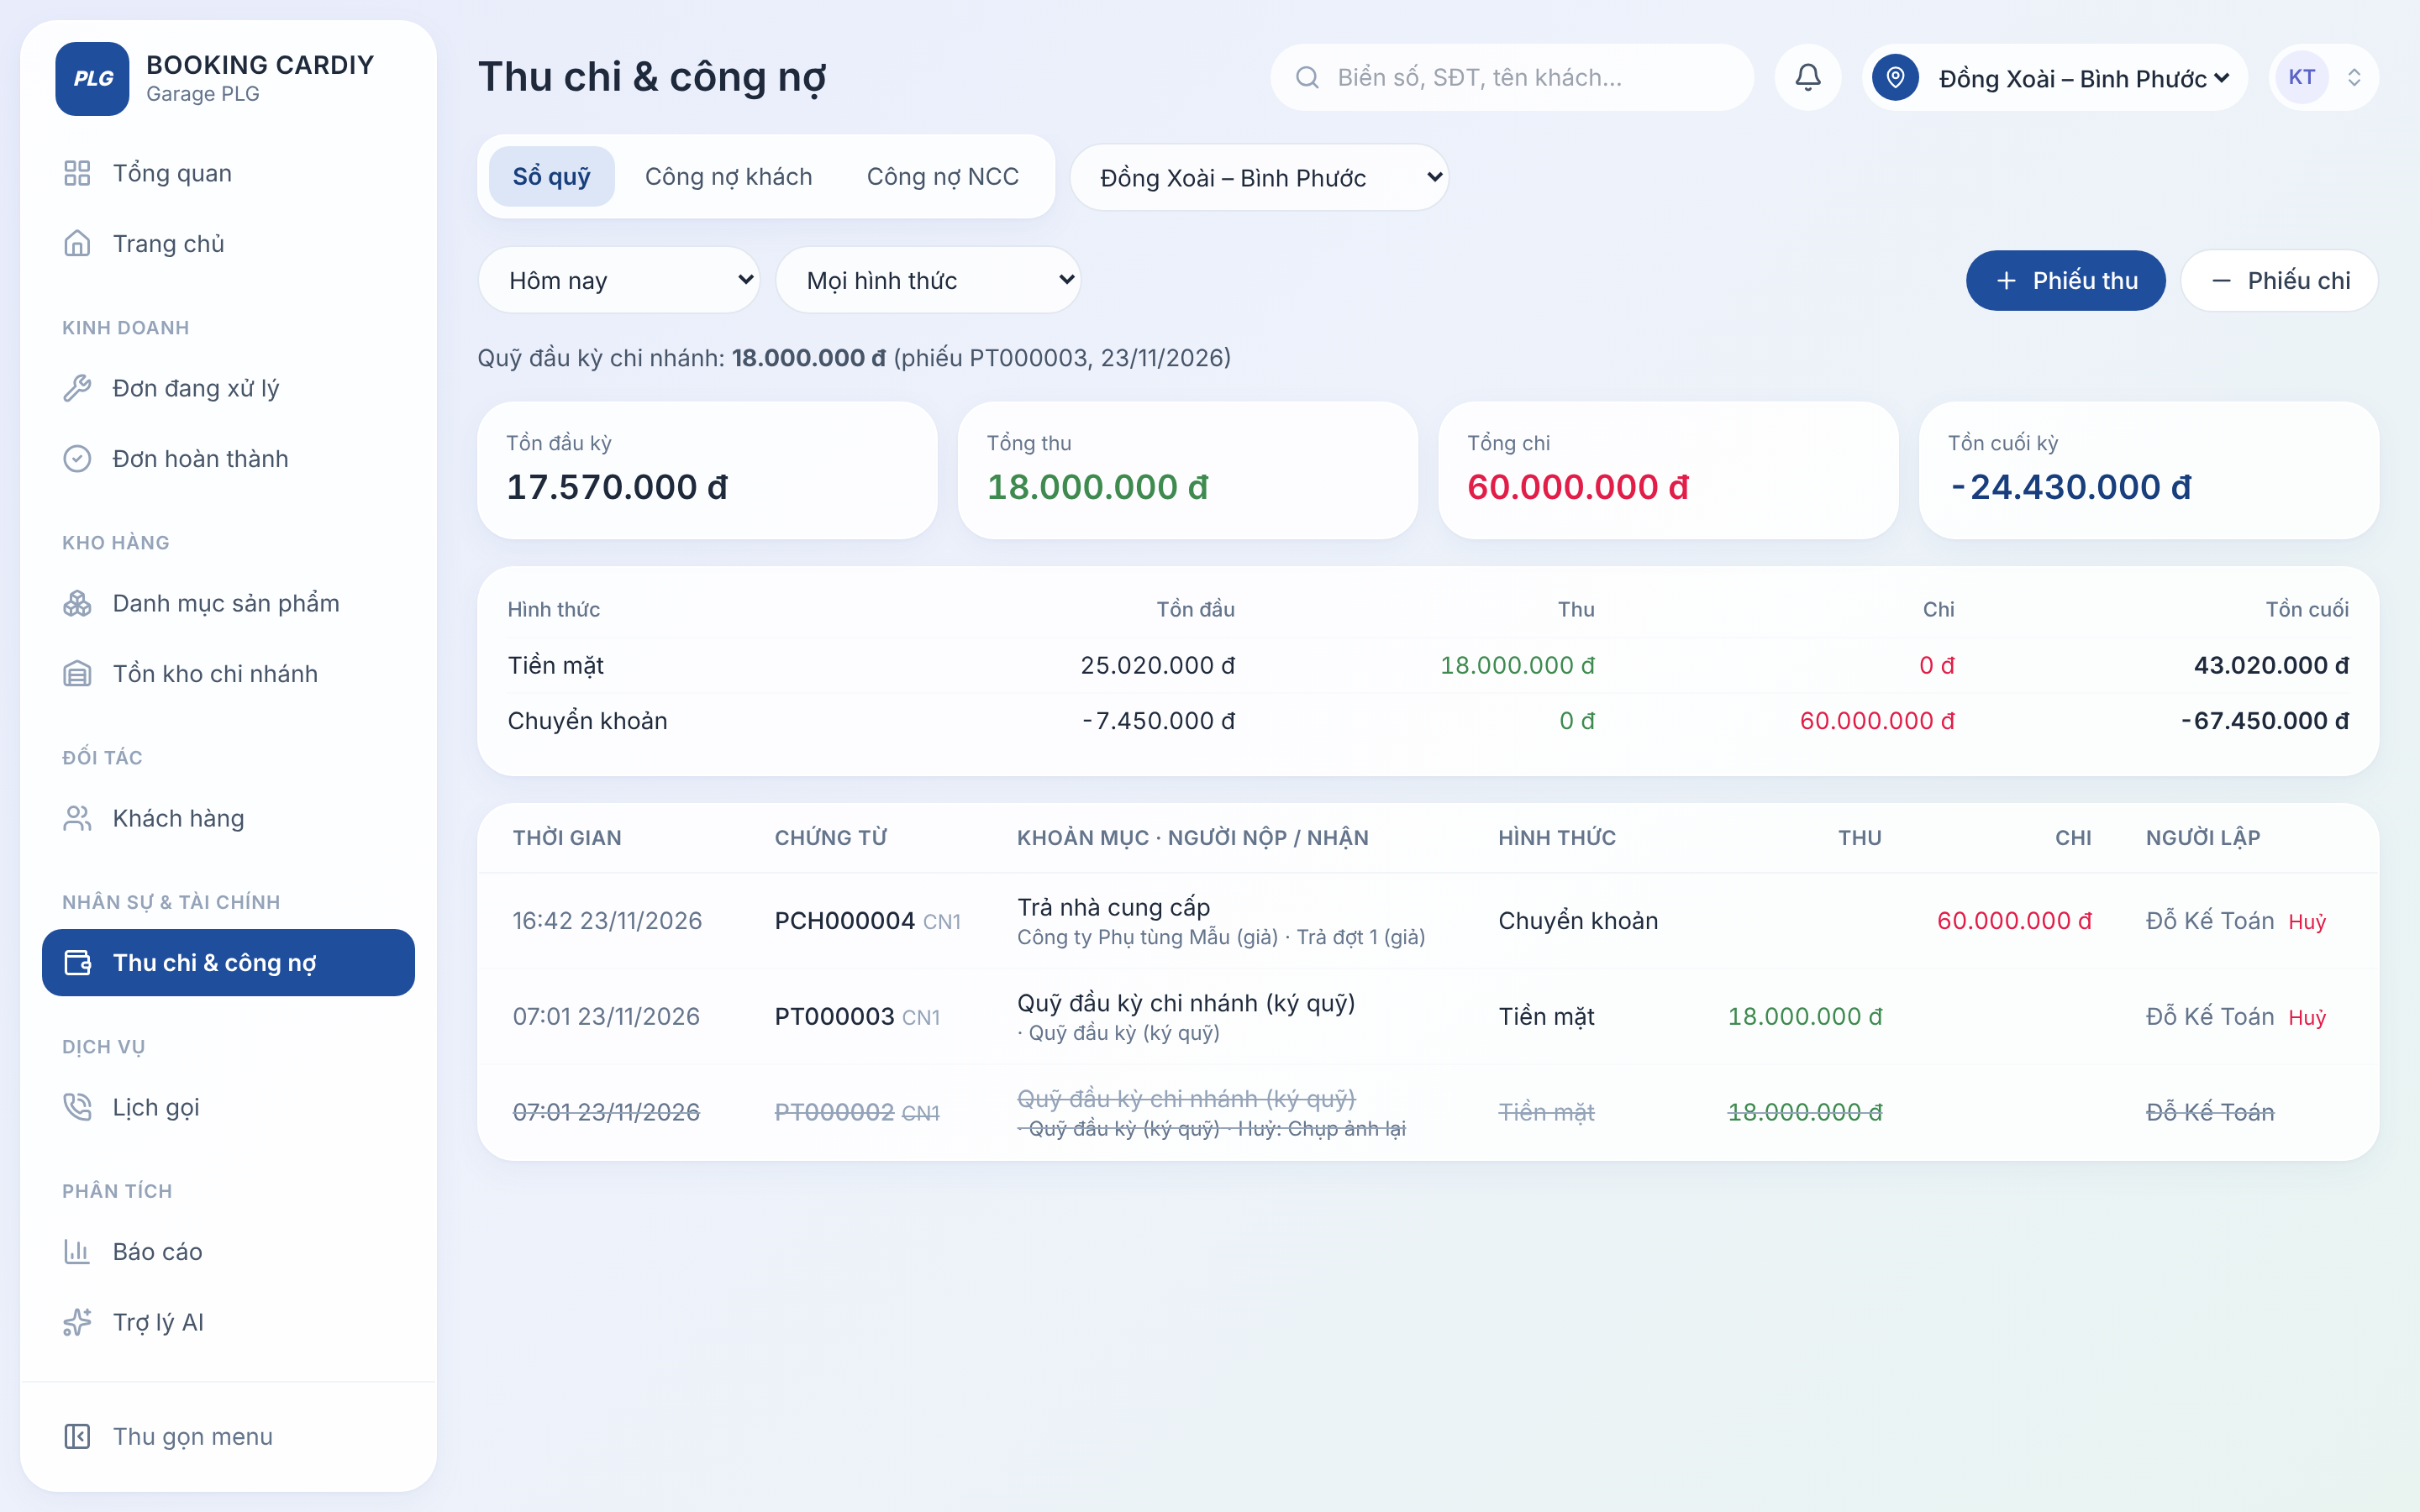 PLG
BOOKING CARDIY
Garage PLG
Tổng quan
Trang chủ
KINH DOANH
Đơn đang xử lý
Đơn hoàn thành
KHO HÀNG
Danh mục sản phẩm
Tồn kho chi nhánh
ĐỐI TÁC
Khách hàng
NHÂN SỰ & TÀI CHÍNH
Thu chi & công nợ
DỊCH VỤ
Lịch gọi
PHÂN TÍCH
Báo cáo
Trợ lý AI
Thu gọn menu
Thu chi & công nợ
Biển số, SĐT, tên khách...
Đồng Xoài – Bình Phước
KT
Sổ quỹ Công nợ khách Công nợ NCC
Đồng Xoài – Bình Phước
Hôm nay
Mọi hình thức
+ Phiếu thu
− Phiếu chi
Quỹ đầu kỳ chi nhánh: 18.000.000 đ (phiếu PT000003, 23/11/2026)
Tồn đầu kỳ
17.570.000 đ
Tổng thu
18.000.000 đ
Tổng chi
60.000.000 đ
Tồn cuối kỳ
-24.430.000 đ
Hình thức Tồn đầu Thu Chi Tồn cuối
Tiền mặt 25.020.000 đ 18.000.000 đ 0 đ 43.020.000 đ
Chuyển khoản -7.450.000 đ 0 đ 60.000.000 đ -67.450.000 đ
THỜI GIAN CHỨNG TỪ KHOẢN MỤC · NGƯỜI NỘP / NHẬN HÌNH THỨC THU CHI NGƯỜI LẬP
16:42 23/11/2026 PCH000004 CN1 Trả nhà cung cấp Chuyển khoản 60.000.000 đ Đỗ Kế Toán Huỷ
Công ty Phụ tùng Mẫu (giả) · Trả đợt 1 (giả)
07:01 23/11/2026 PT000003 CN1 Quỹ đầu kỳ chi nhánh (ký quỹ) Tiền mặt 18.000.000 đ Đỗ Kế Toán Huỷ
· Quỹ đầu kỳ (ký quỹ)
07:01 23/11/2026 PT000002 CN1 Quỹ đầu kỳ chi nhánh (ký quỹ) Tiền mặt 18.000.000 đ Đỗ Kế Toán
· Quỹ đầu kỳ (ký quỹ) · Huỷ: Chụp ảnh lại